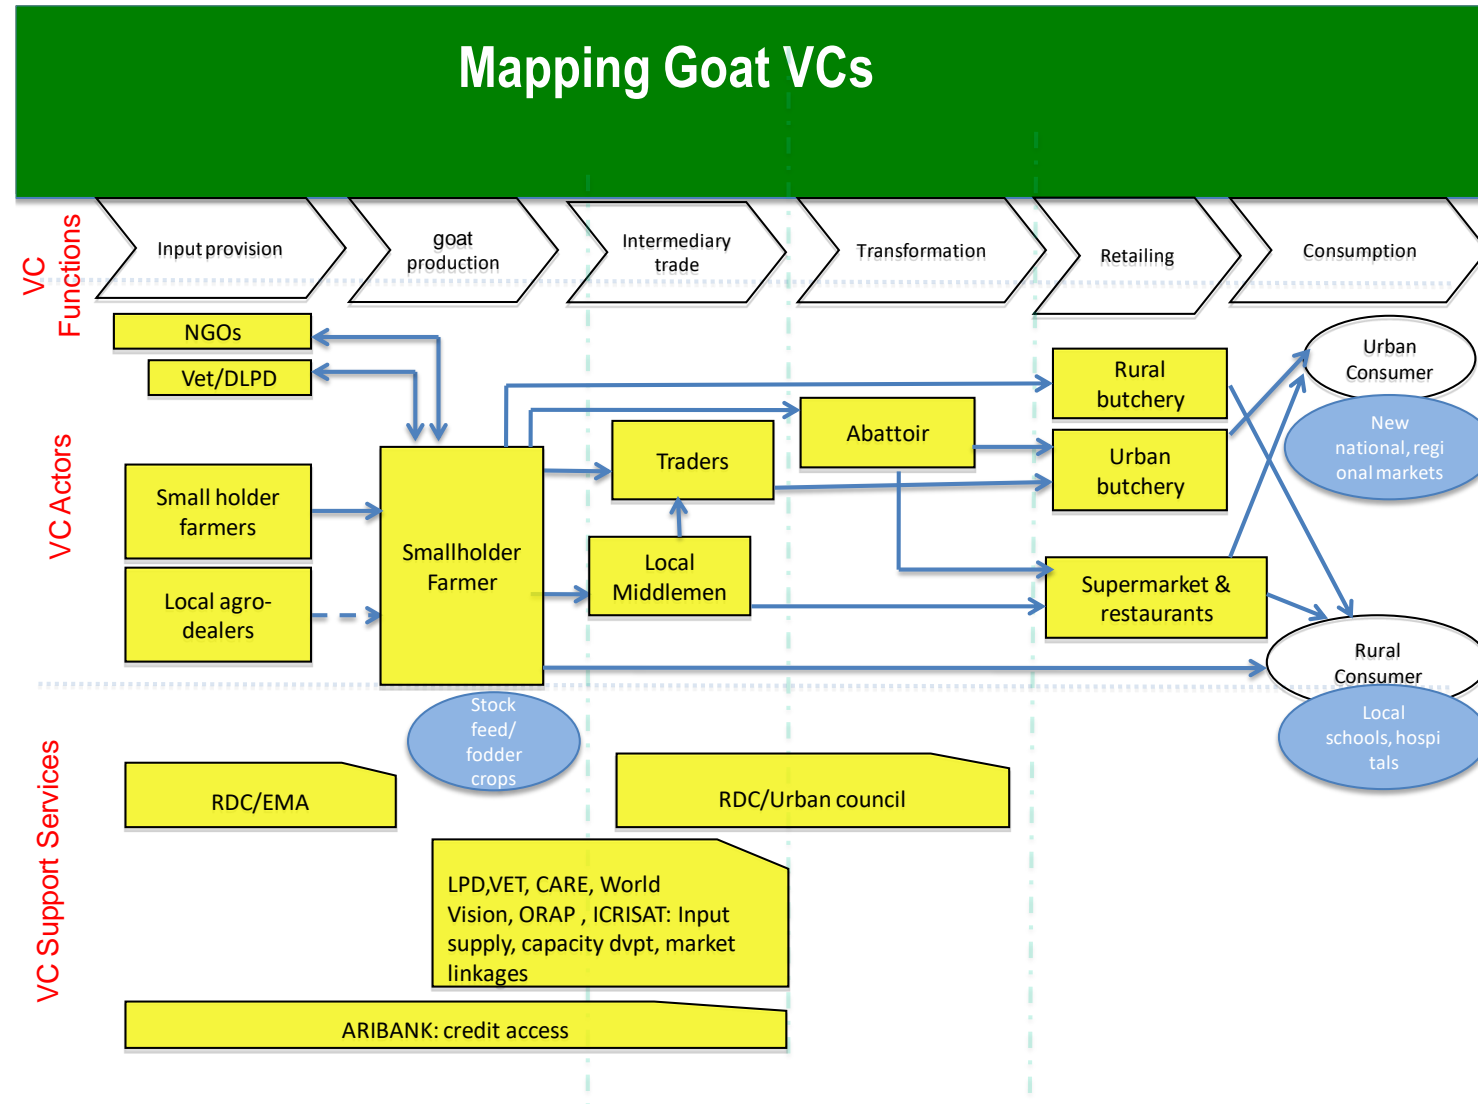 Mapping Goat VCs
VC
Functions
Input provision
goat
production
Intermediary
trade
Transformation
Retailing
Consumption
VC Actors
NGOs
Vet/DLPD
Small holder
farmers
Local agro-
dealers
Smallholder
Farmer
Traders
Local
Middlemen
Abattoir
Rural
butchery
Urban
butchery
Supermarket &
restaurants
Urban
Consumer
New
national, regi
onal markets
Rural
Consumer
Local
schools, hospi
tals
Stock
feed/
fodder
crops
VC Support Services
RDC/EMA
RDC/Urban council
LPD,VET, CARE, World
Vision, ORAP , ICRISAT: Input
supply, capacity dvpt, market
linkages
ARIBANK: credit access